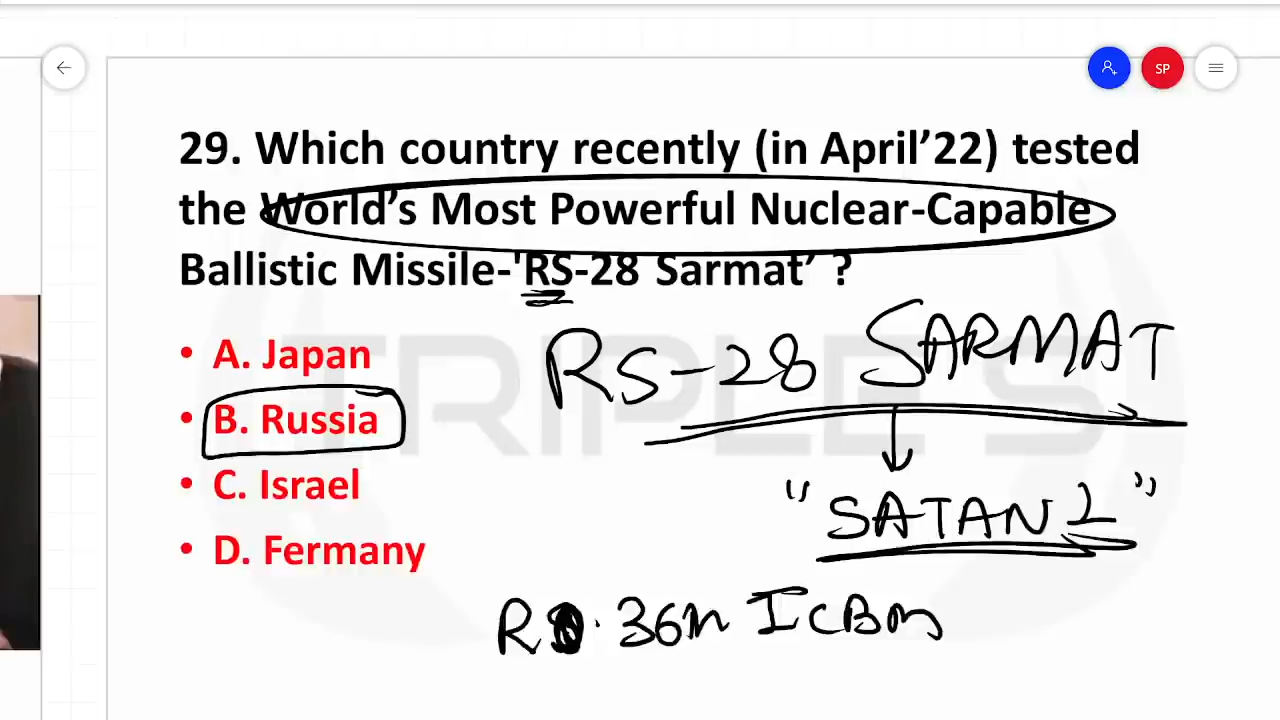 SP
29. Which country recently (in April’22) tested
the World’s Most Powerful Nuclear-Capable
Ballistic Missile-'RS-28 Sarmat’ ?
• A. Japan
• B. Russia
• C. Israel
• D. Fermany
RS-28 SARMAT
"SATAN 2"
36m ICBM
TRIPLE S